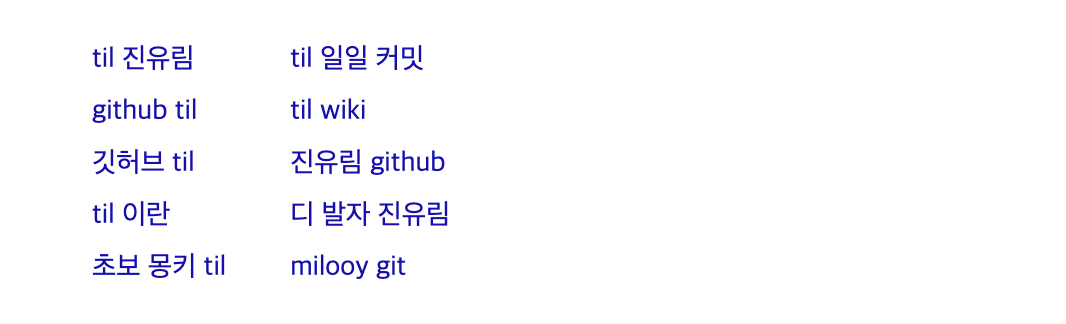 til 진유림
til 일일 커밋
github til
til wiki
깃허브 til
진유림 github
til 이란
디 발자 진유림
초보 몽키 til
milooy git